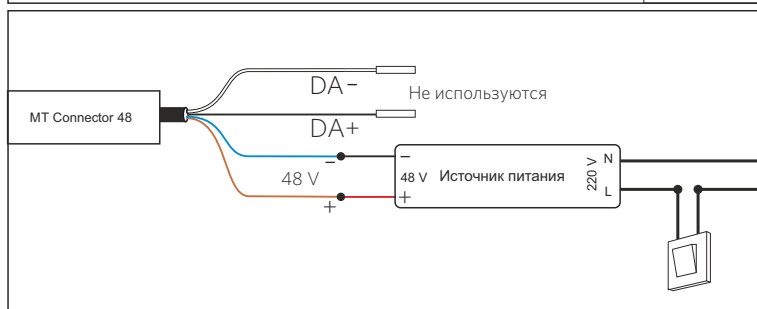 DA-
Не используются
MT Connector 48
DA+
-
-
N
48 V
48 V
Источник питания
220 V
L
+
+